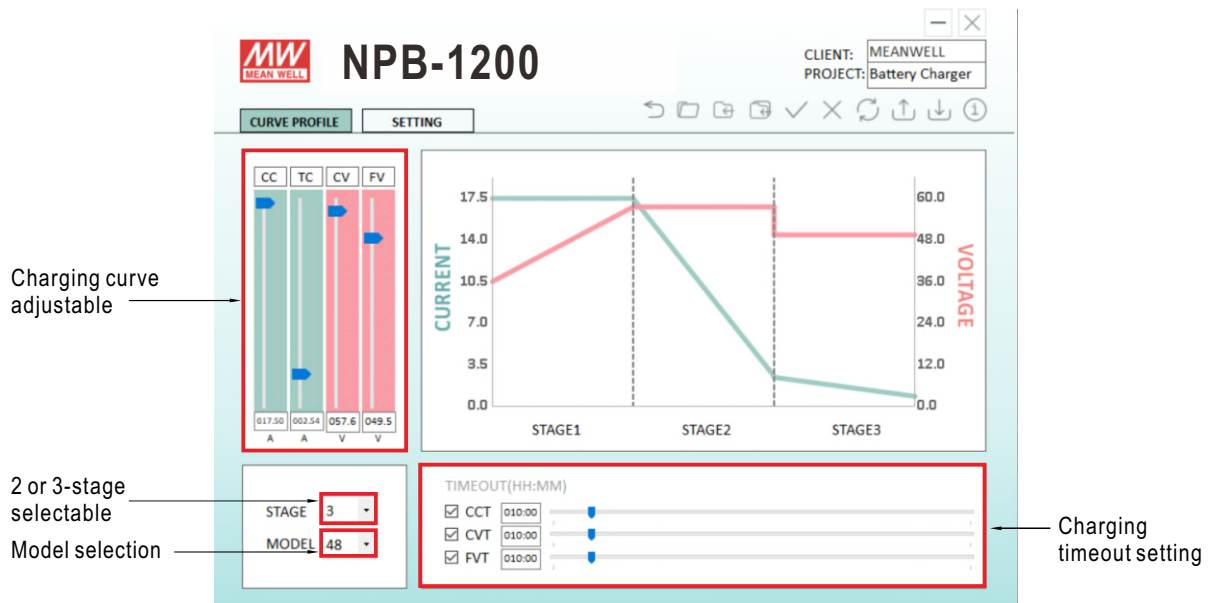 MW
MEAN WELL
NPB-1200
CLIENT: MEANWELL
PROJECT: Battery Charger
CURVE PROFILE
SETTING
CC TC CV FV
017.50 002.54 057.6 049.5
A A V V
CURRENT
17.5
14.0
10.5
7.0
3.5
0.0
60.0
48.0
36.0
24.0
12.0
0.0
VOLTAGE
STAGE1 STAGE2 STAGE3
Charging curve
adjustable
2 or 3-stage
selectable
Model selection
STAGE 3
MODEL 48
TIMEOUT(HH:MM)
CCT 010:00
CVT 010:00
FVT 010:00
Charging
timeout setting